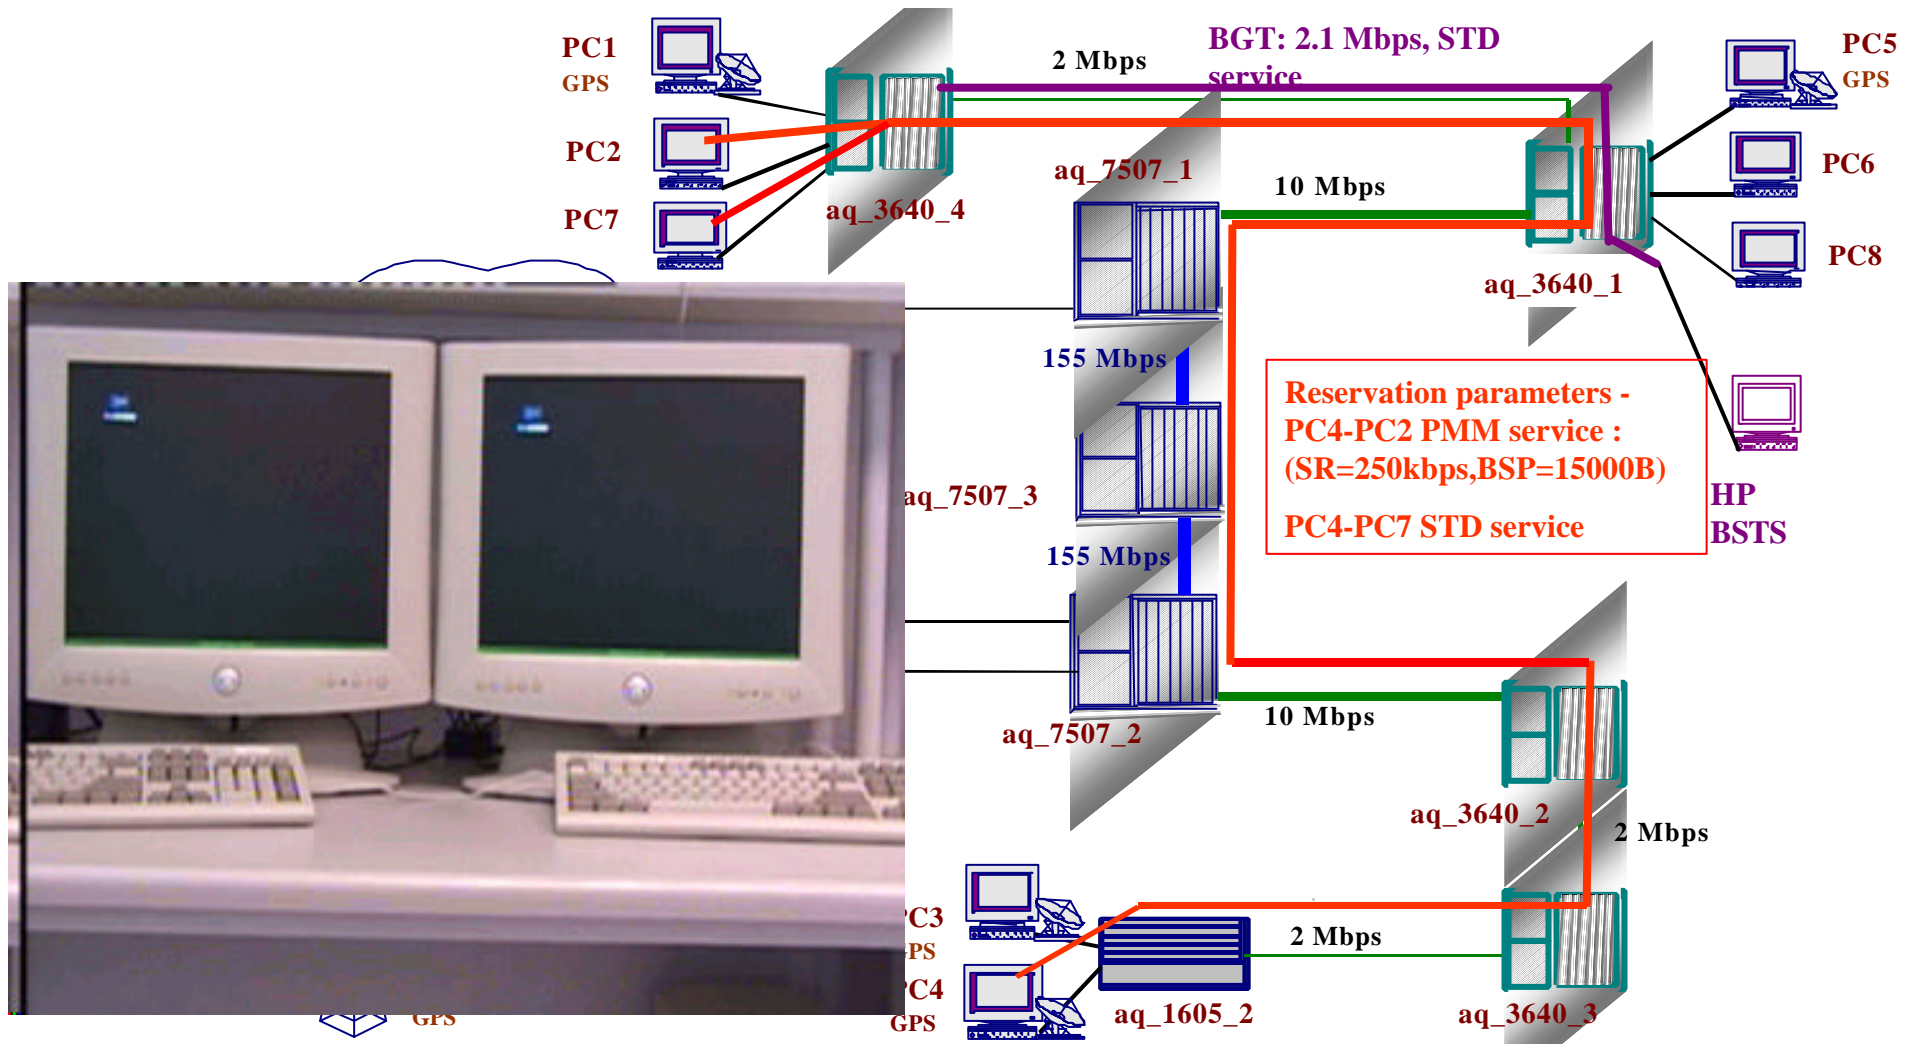 PC1
GPS
PC2
PC7
aq_3640_4
2 Mbps
BGT: 2.1 Mbps, STD
service
PC5
GPS
PC6
PC8
aq_7507_1
10 Mbps
aq_3640_1
155 Mbps
Reservation parameters -
PC4-PC2 PMM service :
(SR=250kbps,BSP=15000B)
PC4-PC7 STD service
HP
BSTS
aq_7507_3
155 Mbps
aq_7507_2
10 Mbps
aq_3640_2
2 Mbps
C3
PS
2 Mbps
C4
GPS
aq_1605_2
aq_3640_3
GPS